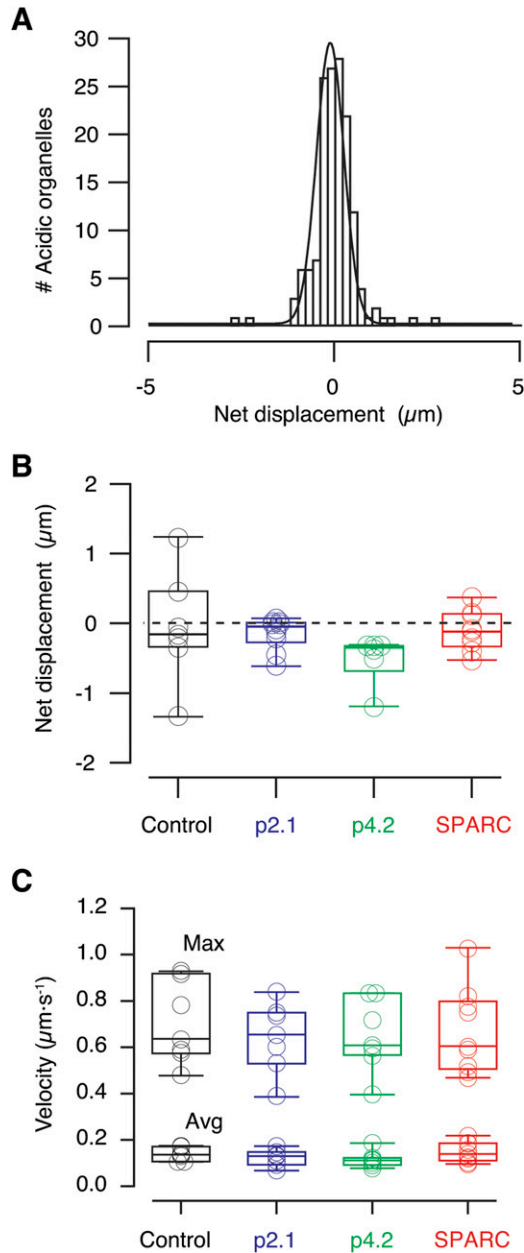 A
30
25
20
15
10
5
0
# Acidic organelles
-5 0 5
Net displacement (µm)
B
2
1
0
-1
-2
Net displacement (µm)
Control p2.1 p4.2 SPARC
C
1.2
1.0
0.8
0.6
0.4
0.2
0.0
Velocity (µm·s⁻¹)
Max
Avg
Control p2.1 p4.2 SPARC